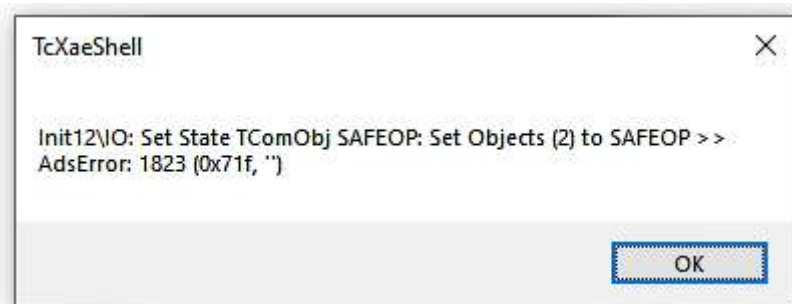 TcXaeShell
Init12\IO: Set State TComObj SAFEOP: Set Objects (2) to SAFEOP >>
AdsError: 1823 (0x71f, '')
OK